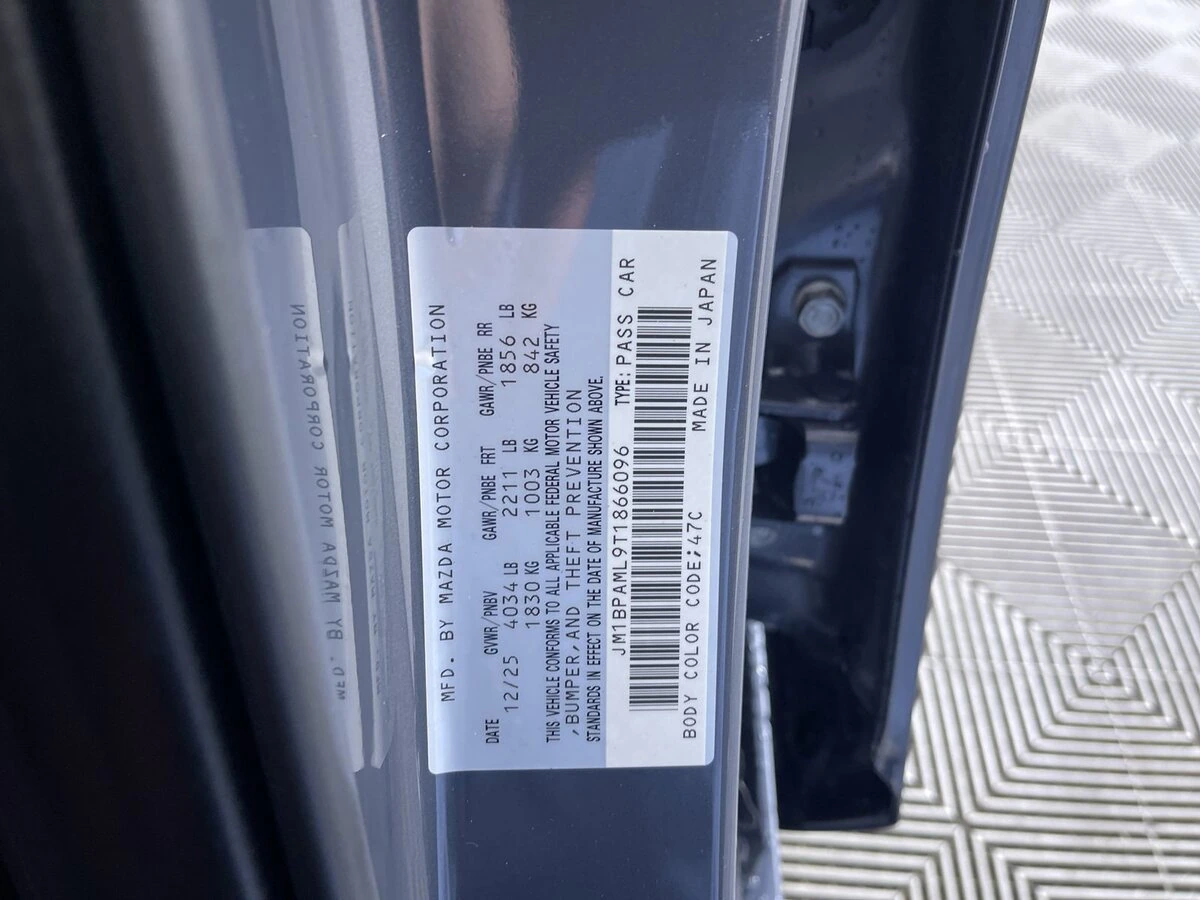 MFD. BY MAZDA MOTOR CORPORATION
DATE GVWR/PNBV GAWR/PNBE FRT GAWR/PNBE RR
12/25 4034 LB 2211 LB 1856 LB
1830 KG 1003 KG 842 KG
THIS VEHICLE CONFORMS TO ALL APPLICABLE FEDERAL MOTOR VEHICLE SAFETY
,BUMPER,AND THEFT PREVENTION
STANDARDS IN EFFECT ON THE DATE OF MANUFACTURE SHOWN ABOVE.
JM1BPAML9T1866096 TYPE: PASS CAR
BODY COLOR CODE;47C MADE IN JAPAN
MFD. BY MAZDA MOTOR CORPORATION